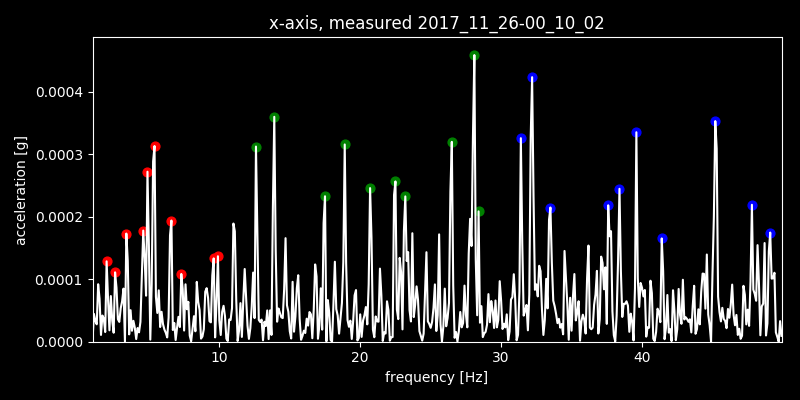 x-axis, measured 2017_11_26-00_10_02
acceleration [g]
0.0004
0.0003
0.0002
0.0001
0.0000
10 20 30 40
frequency [Hz]